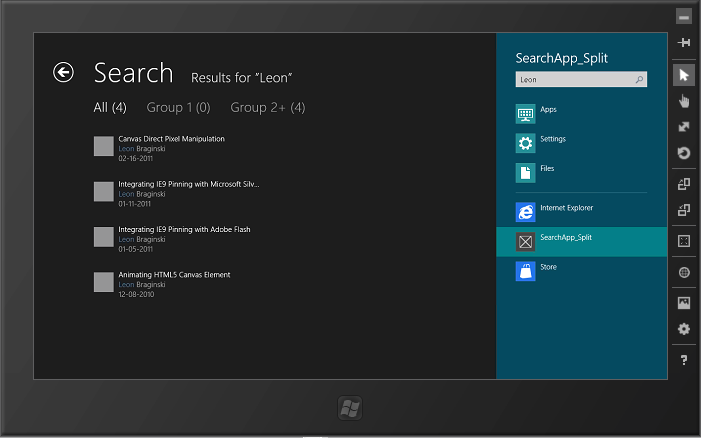 Search Results for "Leon"
All (4) Group 1 (0) Group 2+ (4)
Canvas Direct Pixel Manipulation
Leon Braginski
02-16-2011
Integrating IE9 Pinning with Microsoft Silv...
Leon Braginski
01-11-2011
Integrating IE9 Pinning with Adobe Flash
Leon Braginski
01-05-2011
Animating HTML5 Canvas Element
Leon Braginski
12-08-2010
SearchApp_Split
Leon
Apps
Settings
Files
Internet Explorer
SearchApp_Split
Store
?